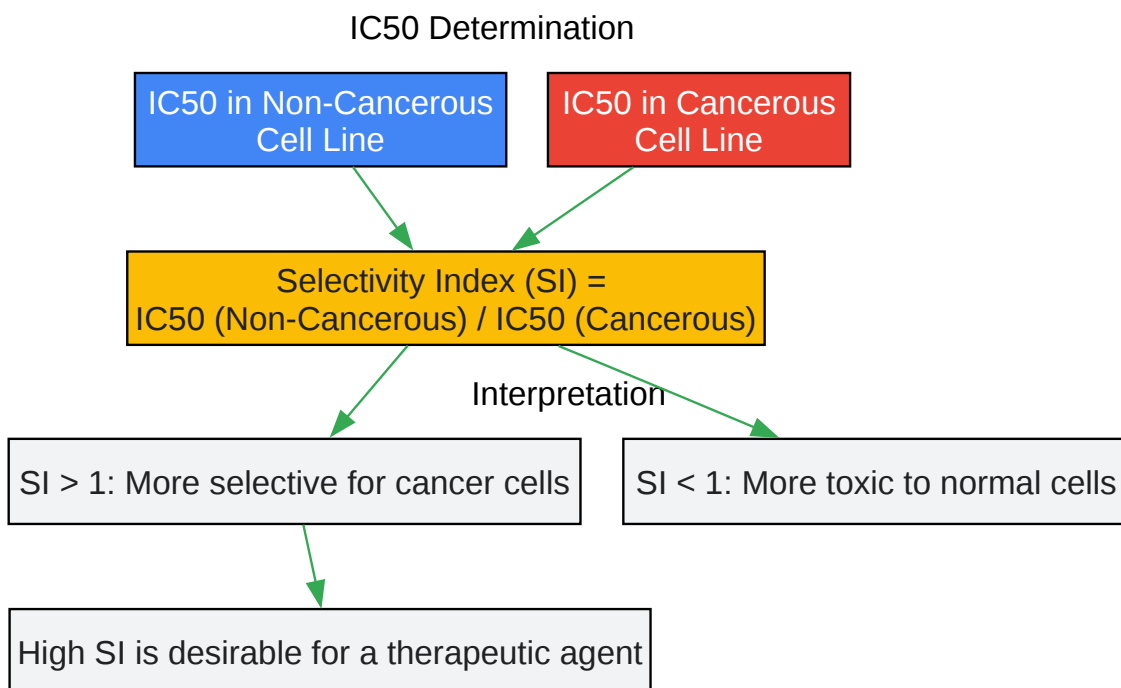 IC50 Determination
IC50 in Non-Cancerous
Cell Line
IC50 in Cancerous
Cell Line
Selectivity Index (SI) =
IC50 (Non-Cancerous) / IC50 (Cancerous)
Interpretation
SI > 1: More selective for cancer cells
SI < 1: More toxic to normal cells
High SI is desirable for a therapeutic agent